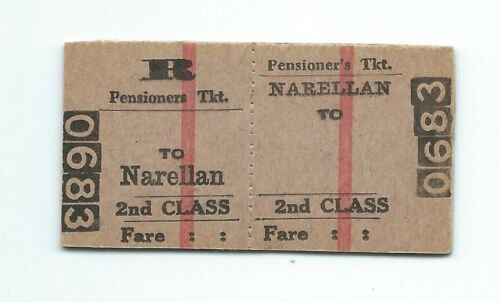 0683
R
Pensioners Tkt.
TO
Narellan
2nd CLASS
Fare : :
Pensioner's Tkt.
NARELLAN
TO
2nd CLASS
Fare : :
0683